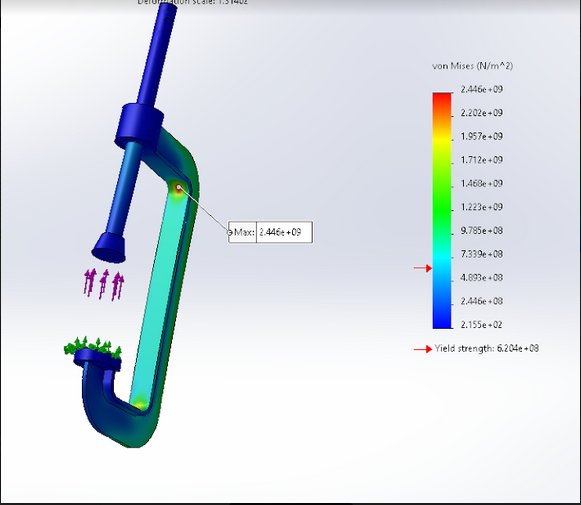 Deformation scale: 1.51402
von Mises (N/m^2)
2.446e+09
2.202e+09
1.957e+09
1.712e+09
1.468e+09
1.223e+09
9.785e+08
7.339e+08
4.893e+08
2.446e+08
2.155e+02
Max: 2.446e+09
Yield strength: 6.204e+08